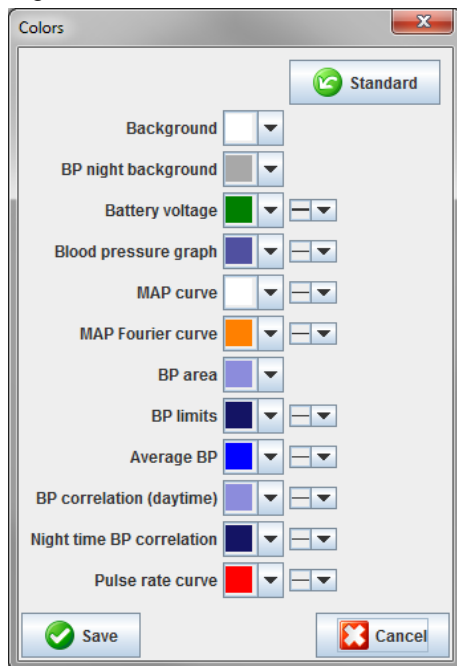 Colors
Standard
Background
BP night background
Battery voltage
Blood pressure graph
MAP curve
MAP Fourier curve
BP area
BP limits
Average BP
BP correlation (daytime)
Night time BP correlation
Pulse rate curve
Save
Cancel